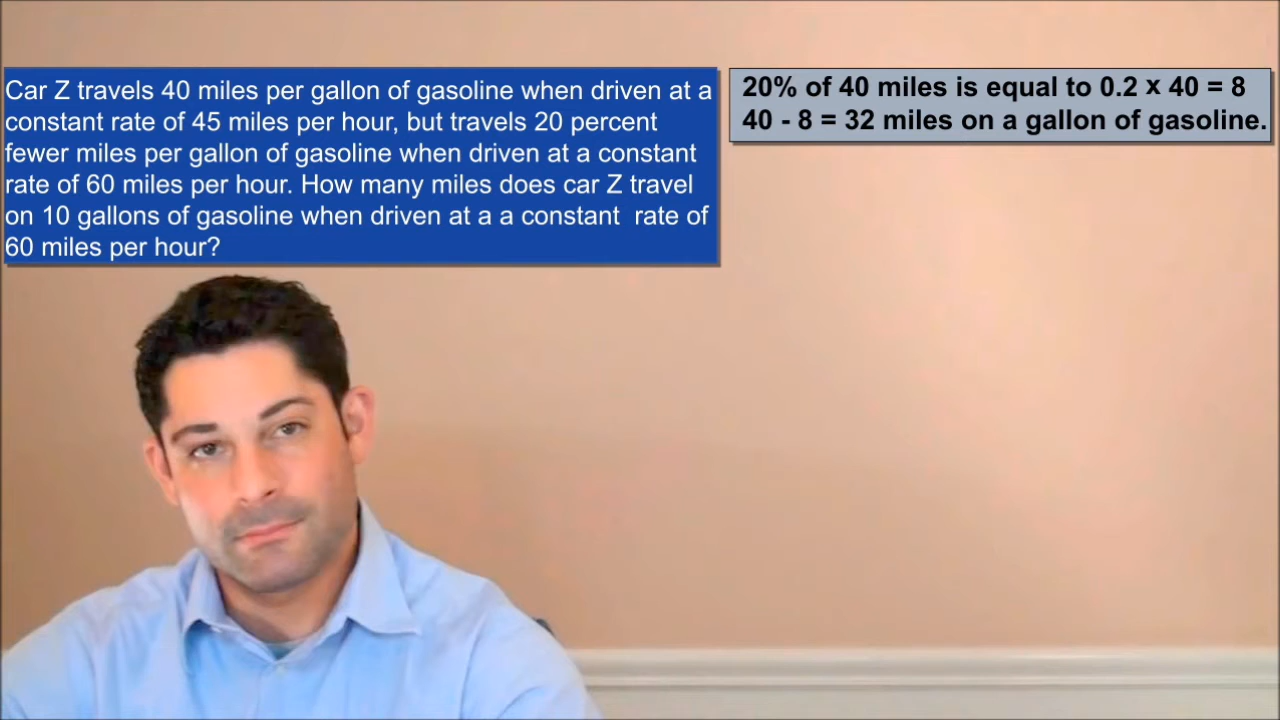 Car Z travels 40 miles per gallon of gasoline when driven at a
constant rate of 45 miles per hour, but travels 20 percent
fewer miles per gallon of gasoline when driven at a constant
rate of 60 miles per hour. How many miles does car Z travel
on 10 gallons of gasoline when driven at a a constant  rate of
60 miles per hour?
20% of 40 miles is equal to 0.2 x 40 = 8
40 - 8 = 32 miles on a gallon of gasoline.